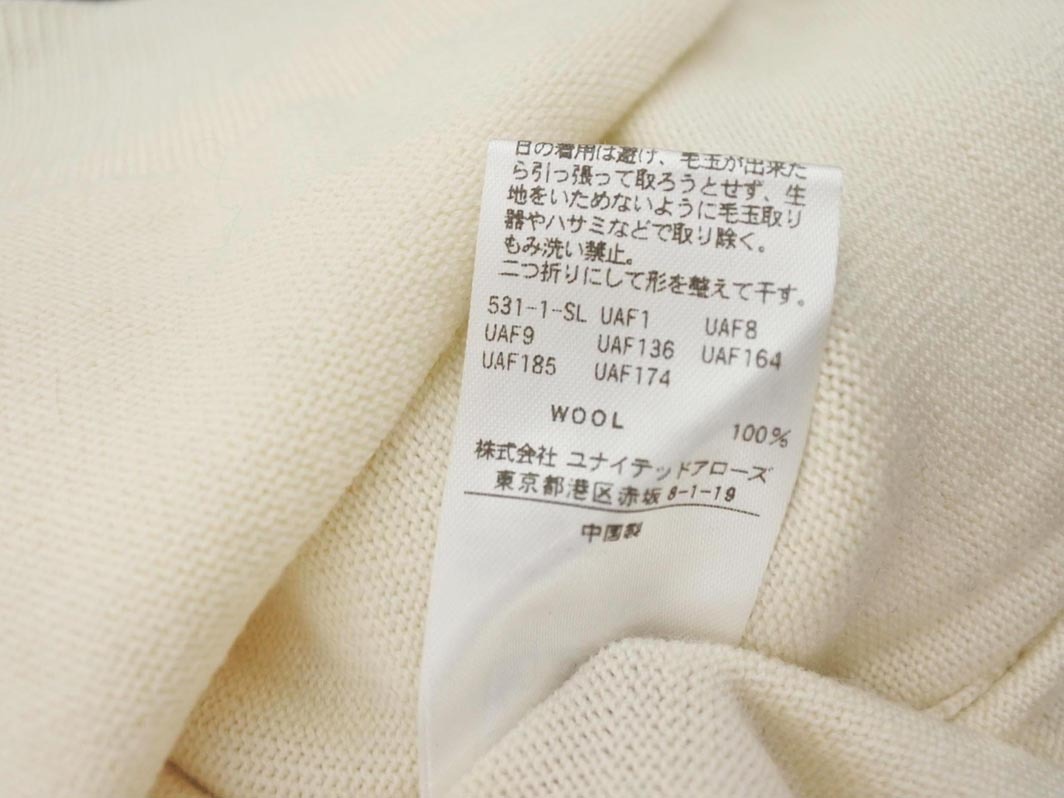 日の着用は避け、毛玉が出来た
ら引っ張って取ろうとせず、生
地をいためないように毛玉取り
器やハサミなどで取り除く。
もみ洗い禁止。
二つ折りにして形を整えて干す。
531-1-SL UAF1 UAF8
UAF9 UAF136 UAF164
UAF185 UAF174
WOOL 100%
株式会社 ユナイテッドアローズ
東京都港区赤坂 8-1-19
中国製